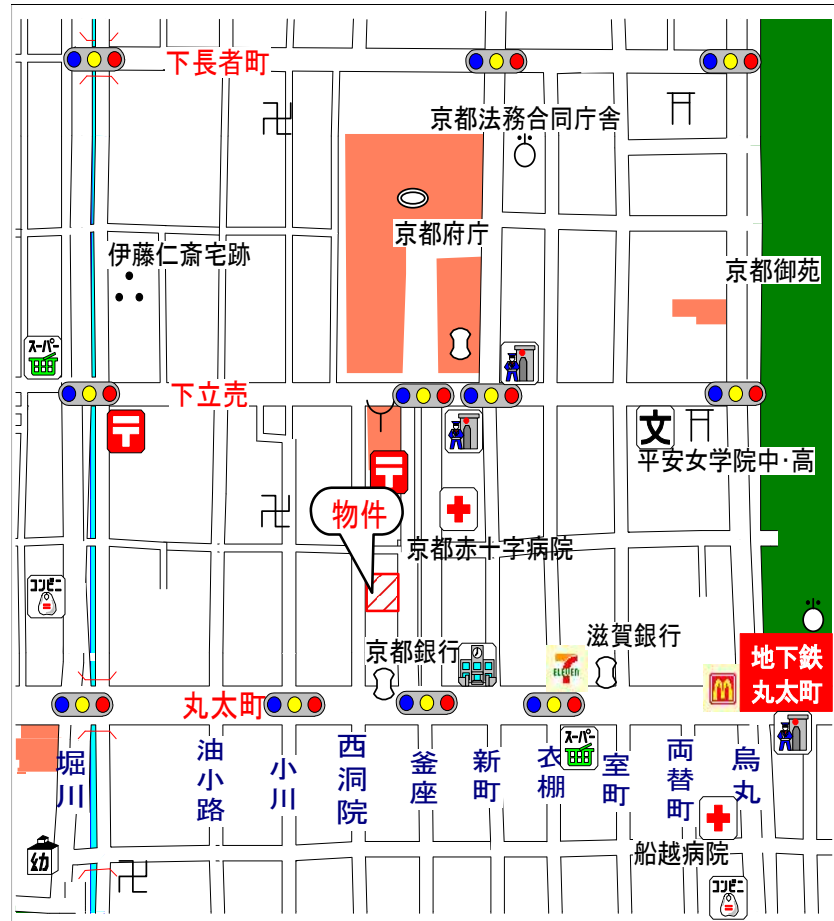 下長者町
京都法務合同庁舎
京都府庁
伊藤仁斎宅跡
京都御苑
スーパー
下立売
文
平安女学院中・高
物件
京都赤十字病院
コンビニ
滋賀銀行
京都銀行
7
ELEVEN
地下鉄
丸太町
丸太町
堀川
油小路
小川
西洞院
釜座
新町
衣棚
スーパー
室町
両替町
烏丸
幼
船越病院
コンビニ